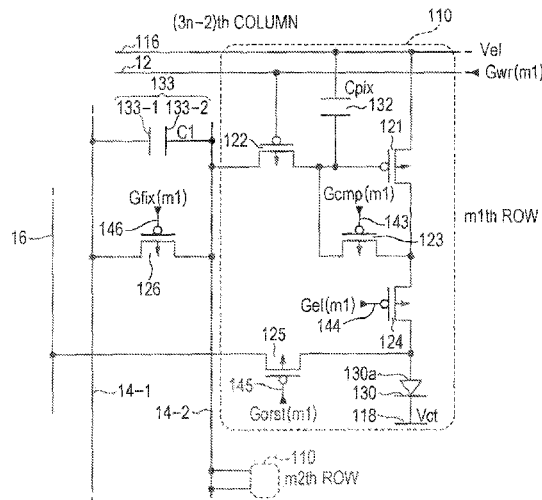 (3n-2)th COLUMN
110
116
Vel
12
Gwr(m1)
133
Cpix
133-1
133-2
132
121
C1
122
Gfix(m1)
Gcmp(m1)
m1th ROW
146
143
16
123
126
Gel(m1)
125
144
124
130a
145
130
14-1
14-2
118
Vct
Gorst(m1)
110
m2th ROW